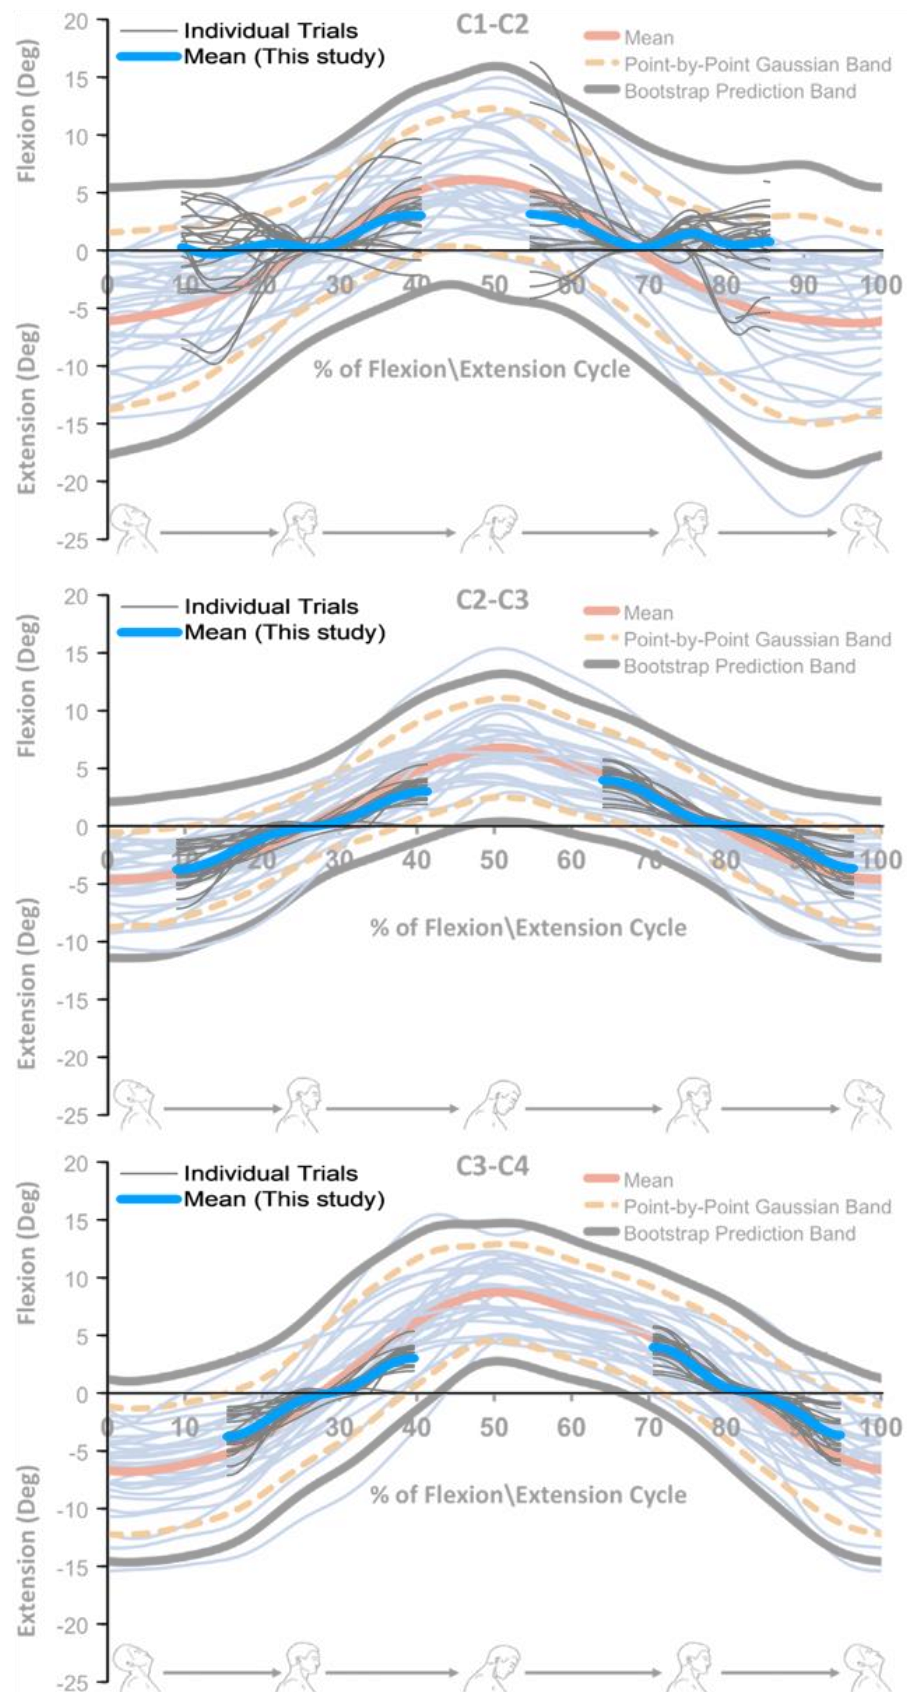 20
Individual Trials
C1-C2
Mean (This study)
Mean
Point-by-Point Gaussian Band
Bootstrap Prediction Band
Flexion (Deg)
15
10
5
0
0 10 20 30 40 50 60 70 80 90 100
-5
Extension (Deg)
-10
% of Flexion\Extension Cycle
-15
-20
-25
20
Individual Trials
C2-C3
Mean (This study)
Mean
Point-by-Point Gaussian Band
Bootstrap Prediction Band
Flexion (Deg)
15
10
5
0
0 10 20 30 40 50 60 70 80 90 100
-5
Extension (Deg)
-10
% of Flexion\Extension Cycle
-15
-20
-25
20
Individual Trials
C3-C4
Mean (This study)
Mean
Point-by-Point Gaussian Band
Bootstrap Prediction Band
Flexion (Deg)
15
10
5
0
0 10 20 30 40 50 60 70 80 90 100
-5
Extension (Deg)
-10
% of Flexion\Extension Cycle
-15
-20
-25